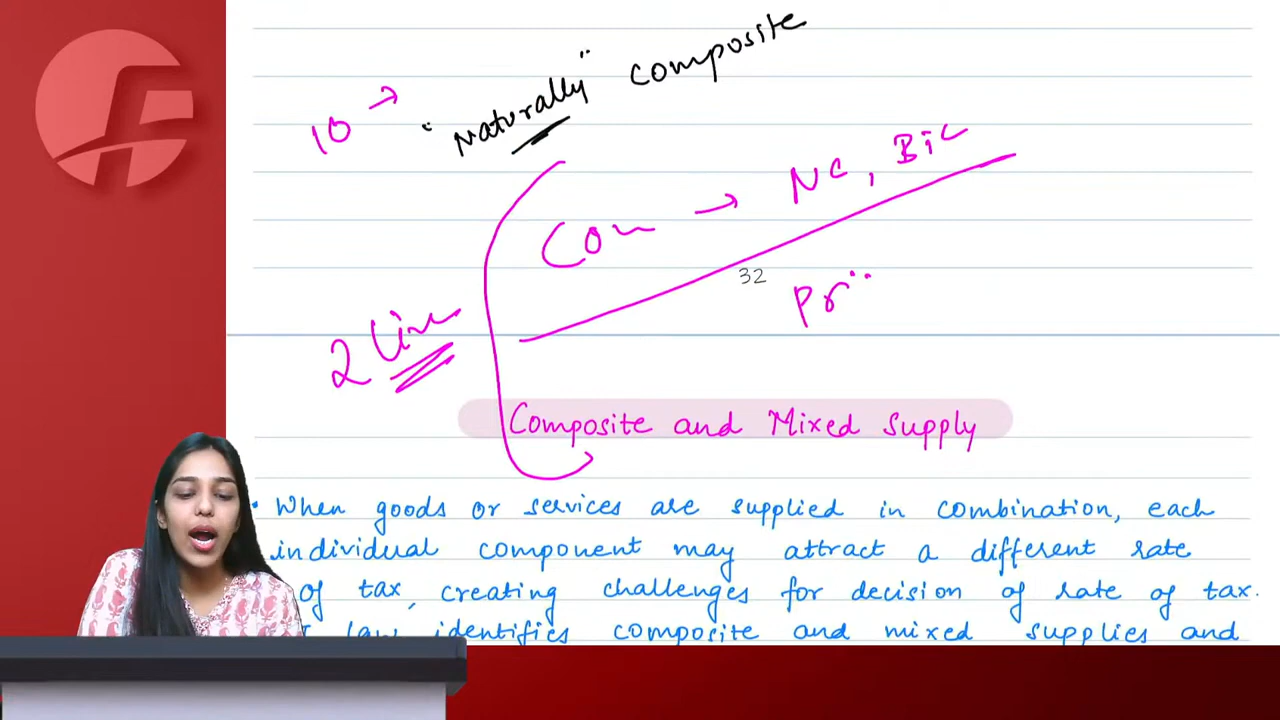 10 → "Naturally" composite
Com → NC, BiC
32
Pri..
2 line
Composite and Mixed Supply
• When goods or services are supplied in combination, each
individual component may attract a different rate
of tax, creating challenges for decision of rate of tax.
law identifies composite and mixed supplies and